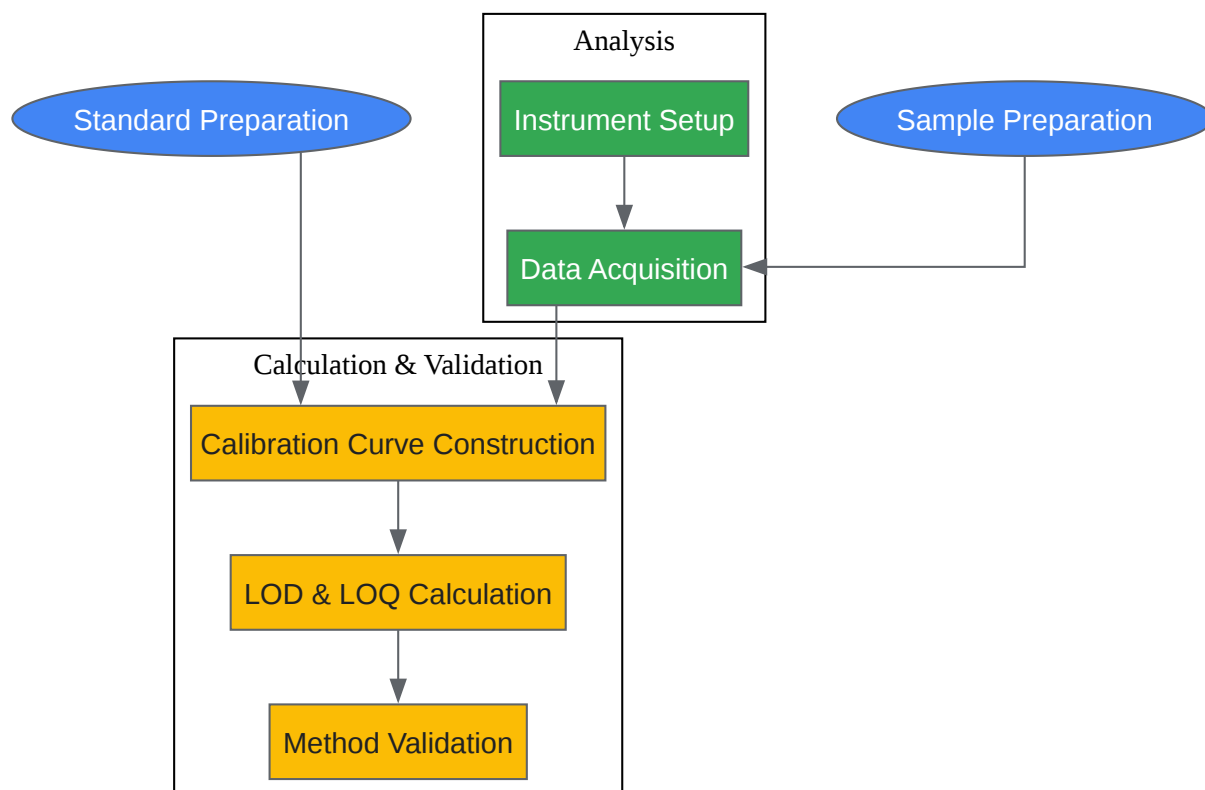 Analysis
Standard Preparation
Instrument Setup
Sample Preparation
Data Acquisition
Calculation & Validation
Calibration Curve Construction
LOD & LOQ Calculation
Method Validation